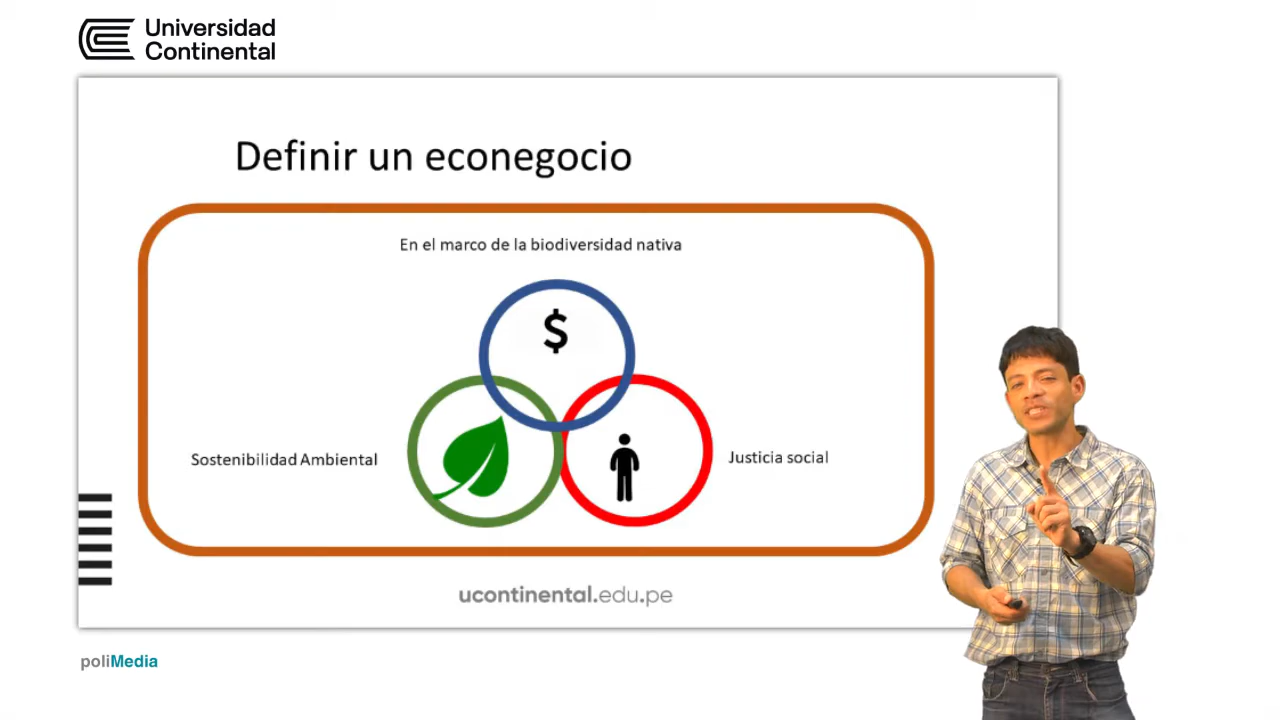 Universidad
Continental
Definir un econegocio
En el marco de la biodiversidad nativa
$
Sostenibilidad Ambiental
Justicia social
ucontinental.edu.pe
poliMedia